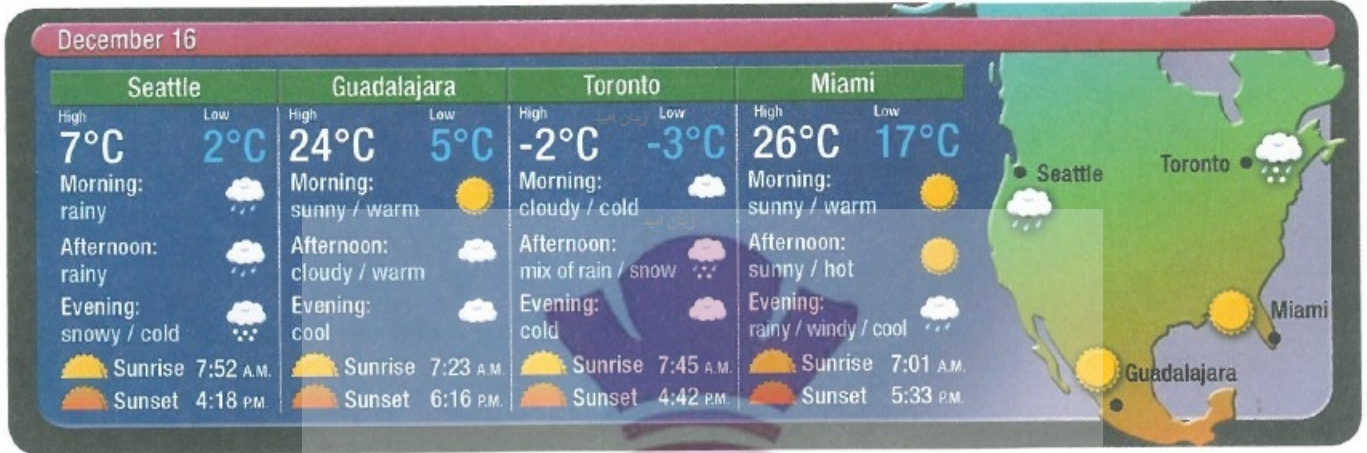 December 16
Seattle
High Low
7°C 2°C
Morning:
rainy
Afternoon:
rainy
Evening:
snowy / cold
Sunrise 7:52 A.M.
Sunset 4:18 P.M.
Guadalajara
High Low
24°C 5°C
Morning:
sunny / warm
Afternoon:
cloudy / warm
Evening:
cool
Sunrise 7:23 A.M.
Sunset 6:16 P.M.
Toronto
High Low
-2°C -3°C
Morning:
cloudy / cold
Afternoon:
mix of rain / snow
Evening:
cold
Sunrise 7:45 A.M.
Sunset 4:42 P.M.
Miami
High Low
26°C 17°C
Morning:
sunny / warm
Afternoon:
sunny / hot
Evening:
rainy / windy / cool
Sunrise 7:01 A.M.
Sunset 5:33 P.M.
Seattle
Toronto
Miami
Guadalajara
زبان امید
زبان امید